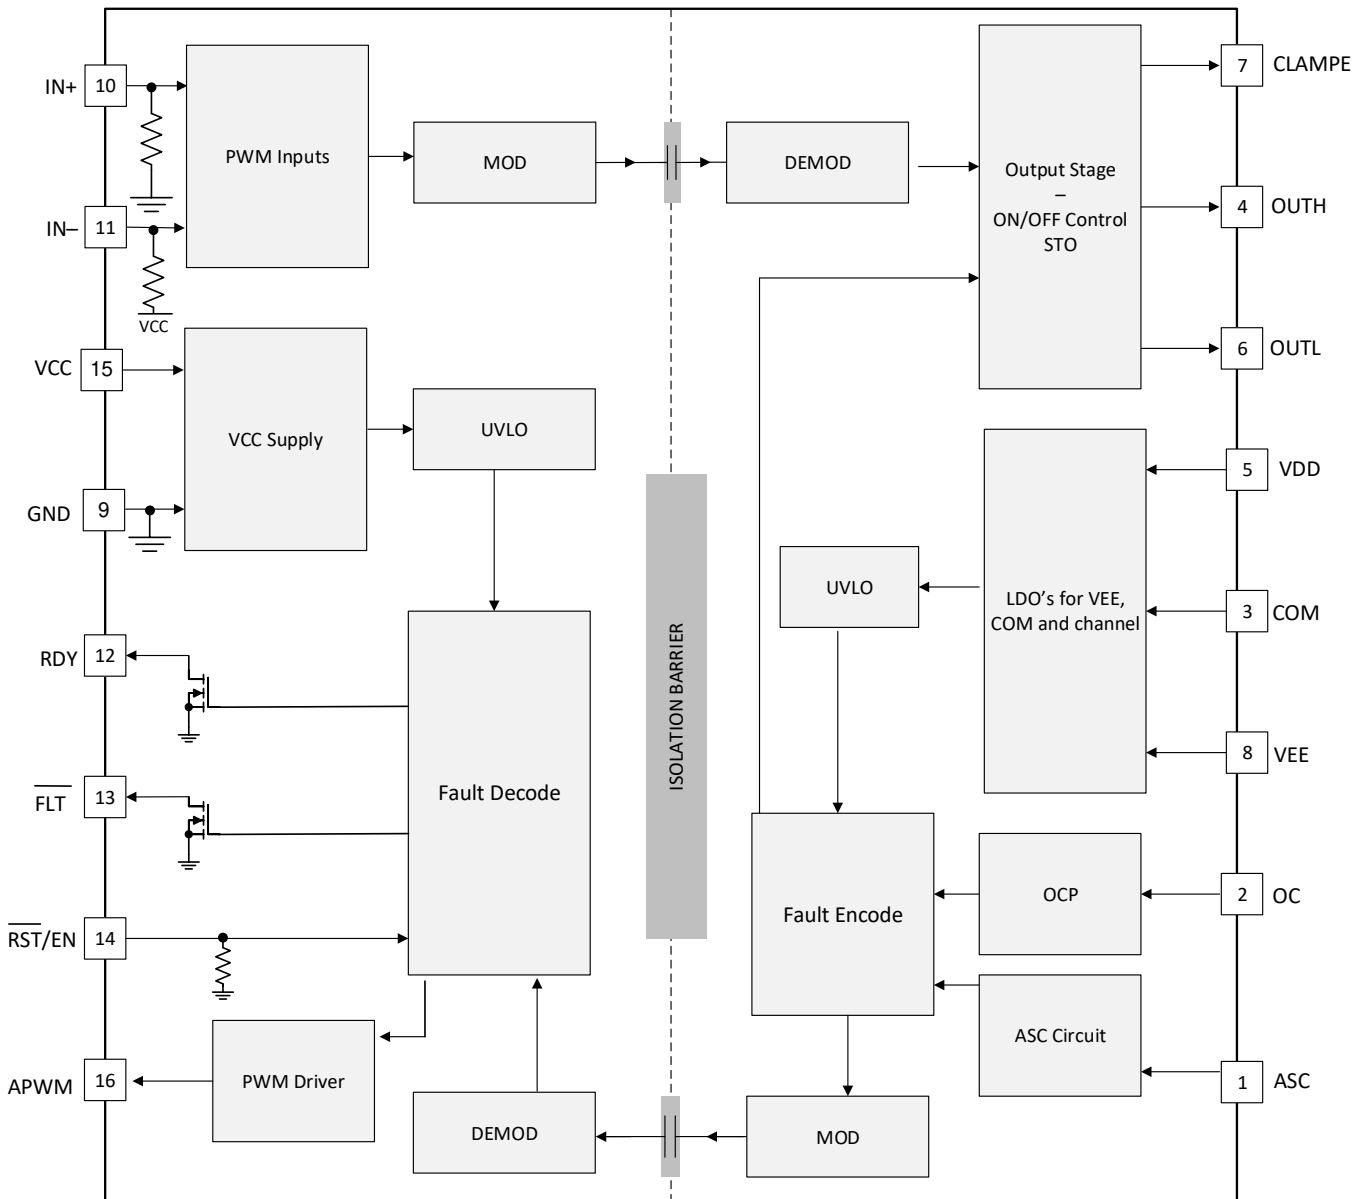 IN+
10
IN–
11
VCC
PWM Inputs
MOD
DEMOD
Output Stage
–
ON/OFF Control
STO
7
CLAMPE
4
OUTH
6
OUTL
VCC
15
GND
9
VCC Supply
UVLO
5
VDD
3
COM
8
VEE
LDO's for VEE,
COM and channel
UVLO
ISOLATION BARRIER
RDY
12
FLT
13
RST/EN
14
APWM
16
Fault Decode
PWM Driver
DEMOD
MOD
Fault Encode
OCP
2
OC
ASC Circuit
1
ASC